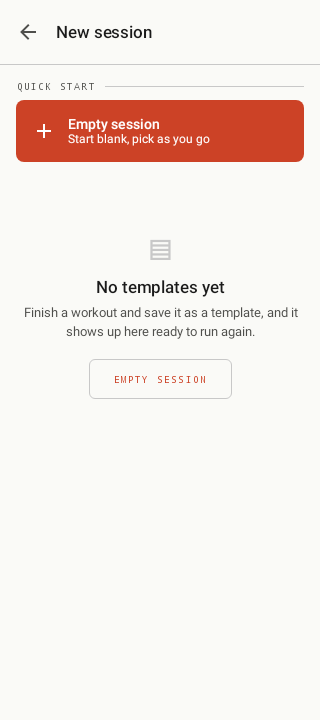 New session
QUICK START
Empty session
Start blank, pick as you go
No templates yet
Finish a workout and save it as a template, and it
shows up here ready to run again.
EMPTY SESSION